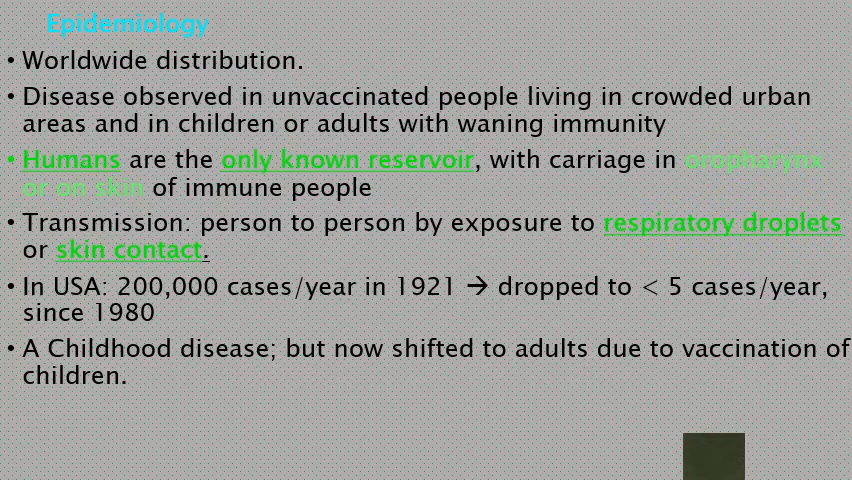 Epidemiology
• Worldwide distribution.
• Disease observed in unvaccinated people living in crowded urban
areas and in children or adults with waning immunity
• Humans are the only known reservoir, with carriage in oropharynx
or on skin of immune people
• Transmission: person to person by exposure to respiratory droplets
or skin contact.
• In USA: 200,000 cases/year in 1921 → dropped to < 5 cases/year,
since 1980
• A Childhood disease; but now shifted to adults due to vaccination of
children.